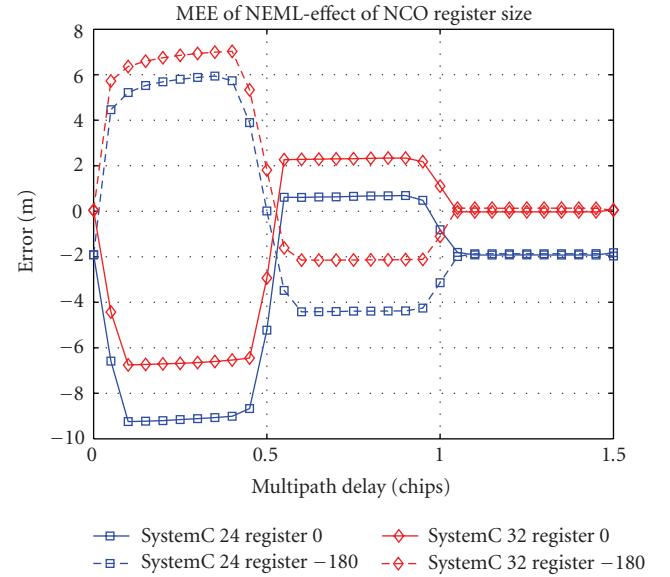 MEE of NEML-effect of NCO register size
8
6
4
2
0
−2
−4
−6
−8
−10
Error (m)
0 0.5 1 1.5
Multipath delay (chips)
SystemC 24 register 0 SystemC 32 register 0
SystemC 24 register −180 SystemC 32 register −180